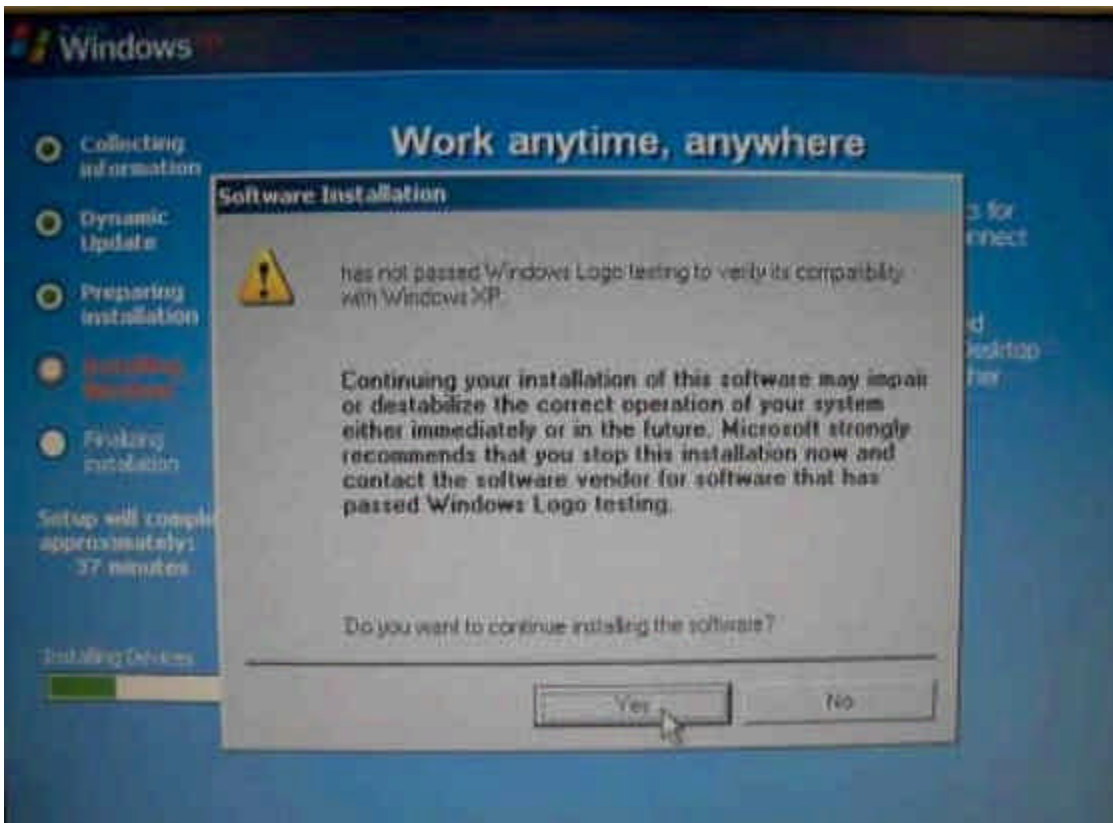 Windows
Collecting
information
Dynamic
Update
Preparing
installation
Installing
Windows
Finalizing
installation
Setup will comple
approximately:
37 minutes
Installing Devices
Work anytime, anywhere
s for
nnect
d
Desktop
her
Software Installation
has not passed Windows Logo testing to verify its compatibility
with Windows XP.
Continuing your installation of this software may impair
or destabilize the correct operation of your system
either immediately or in the future. Microsoft strongly
recommends that you stop this installation now and
contact the software vendor for software that has
passed Windows Logo testing.
Do you want to continue installing the software?
Yes
No